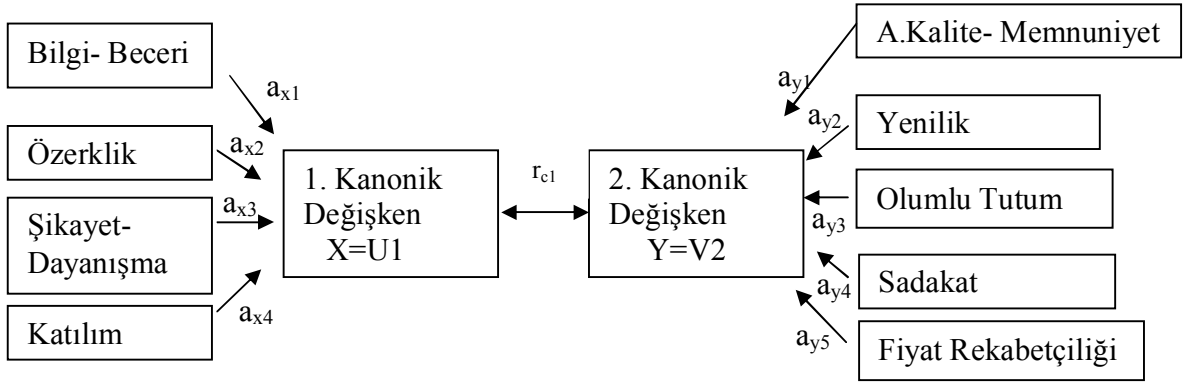 Bilgi- Beceri
Özerklik
Şikayet-
Dayanışma
Katılım
a_x1
a_x2
a_x3
a_x4
1. Kanonik
Değişken
X=U1
r_c1
2. Kanonik
Değişken
Y=V2
a_y1
a_y2
a_y3
a_y4
a_y5
A.Kalite- Memnuniyet
Yenilik
Olumlu Tutum
Sadakat
Fiyat Rekabetçiliği